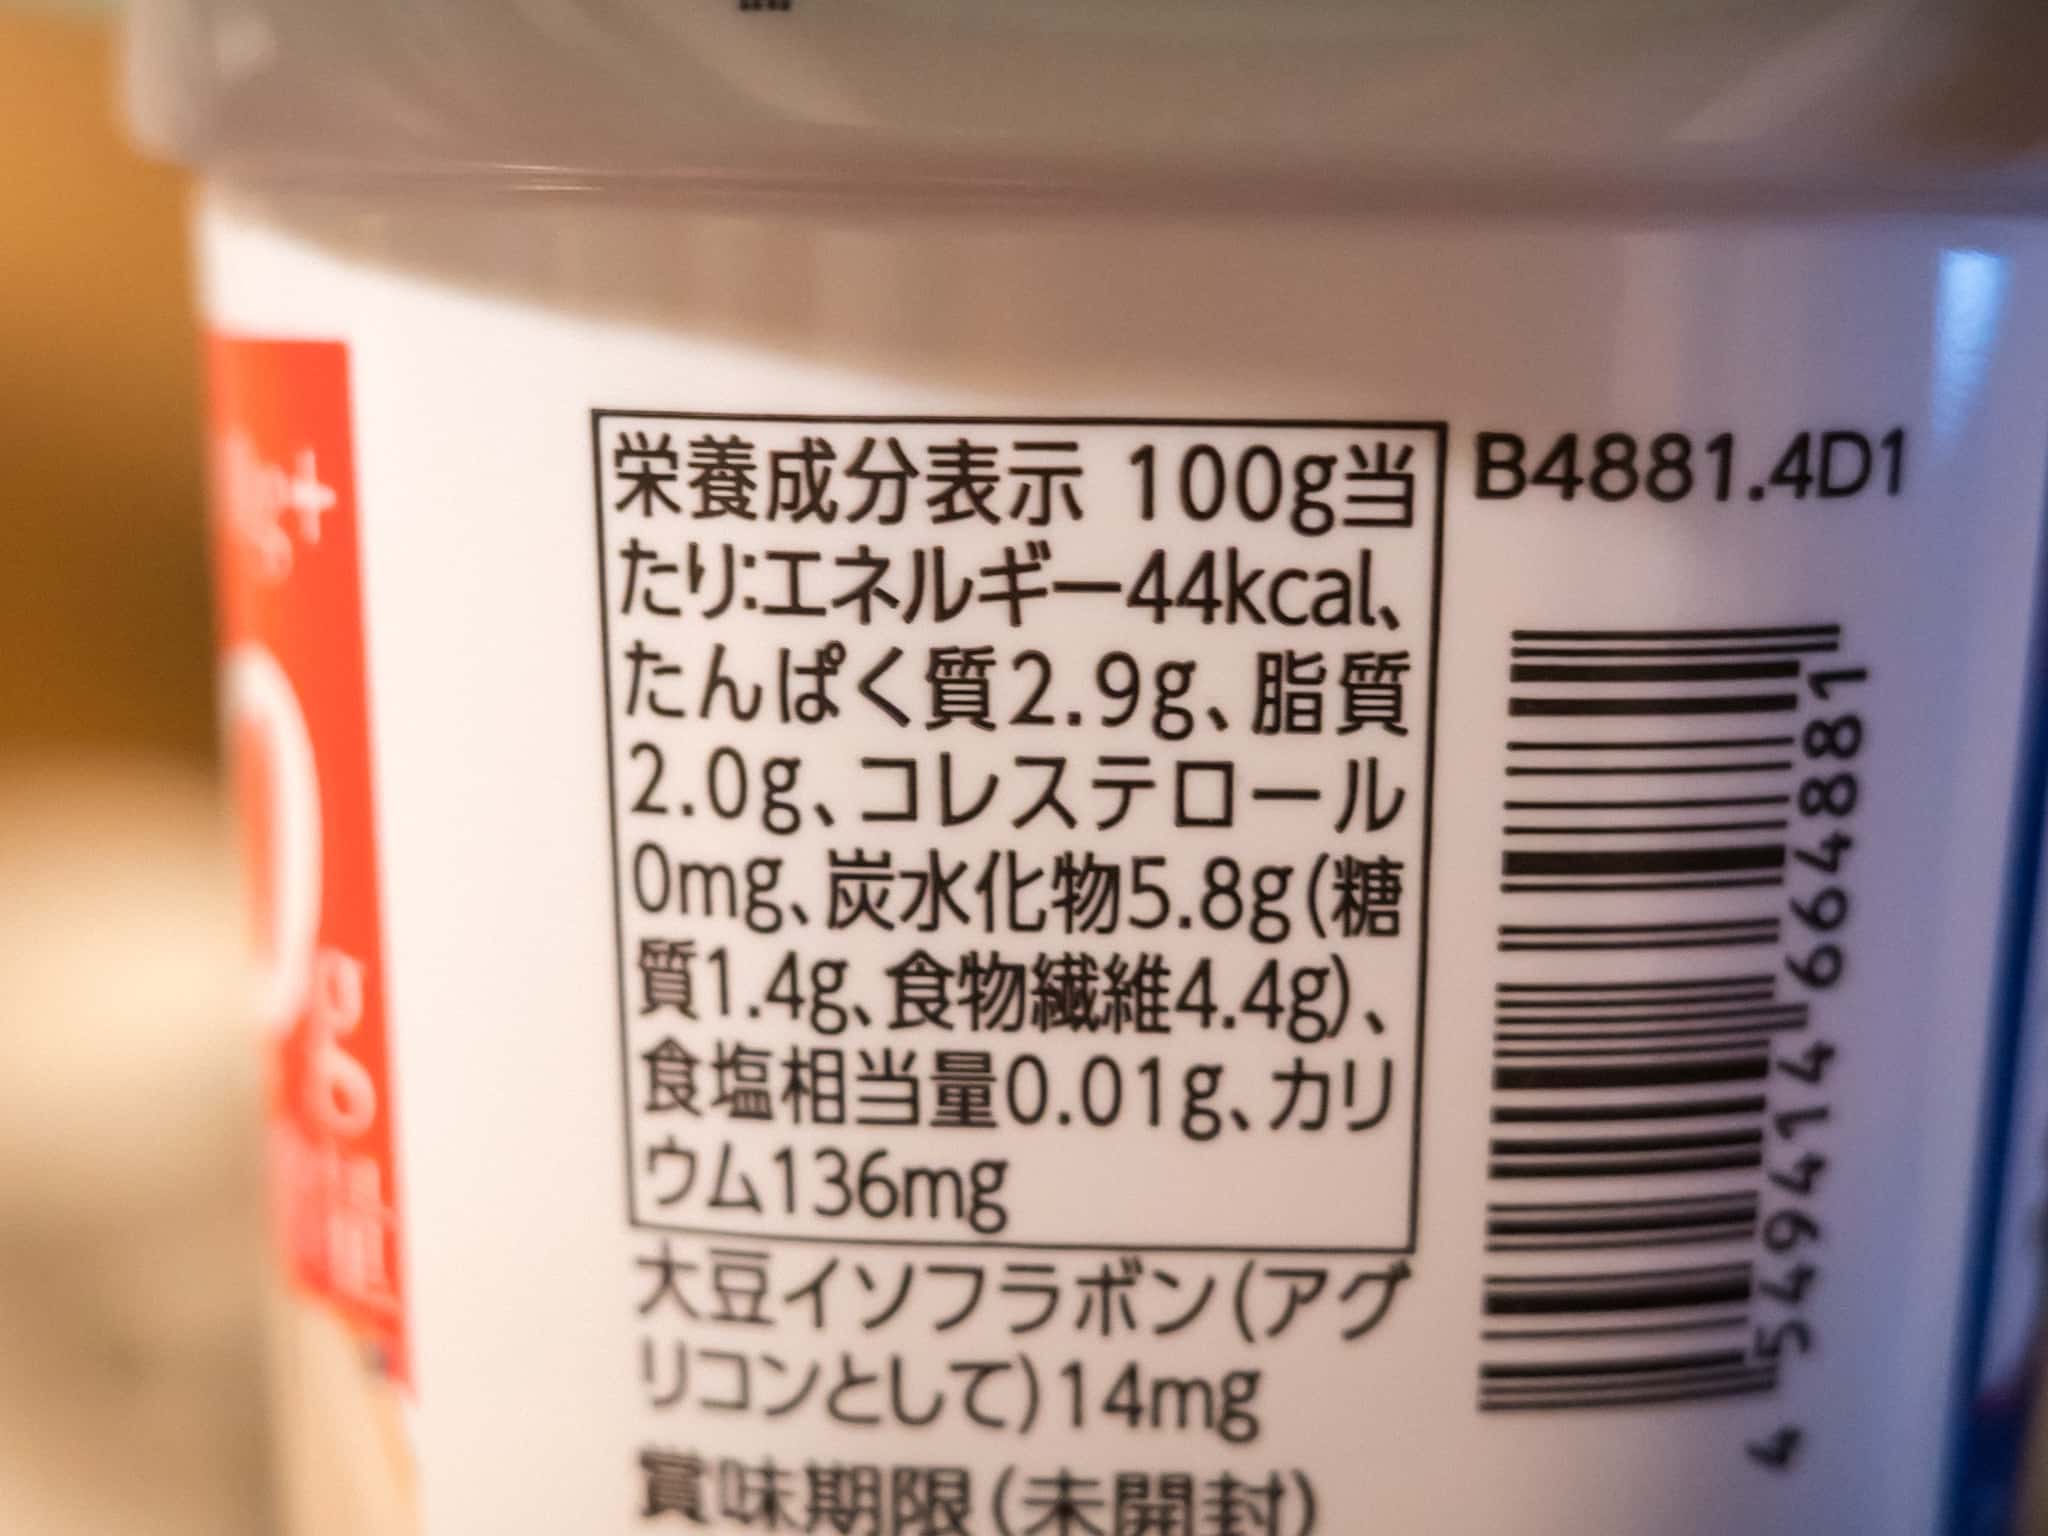 栄養成分表示 100g当
たり:エネルギー44kcal、
たんぱく質2.9g、脂質
2.0g、コレステロール
0mg、炭水化物5.8g(糖
質1.4g、食物繊維4.4g)、
食塩相当量0.01g、カリ
ウム136mg
大豆イソフラボン(アグ
リコンとして)14mg
賞味期限(未開封)
B4881.4D1
4 549414 664881